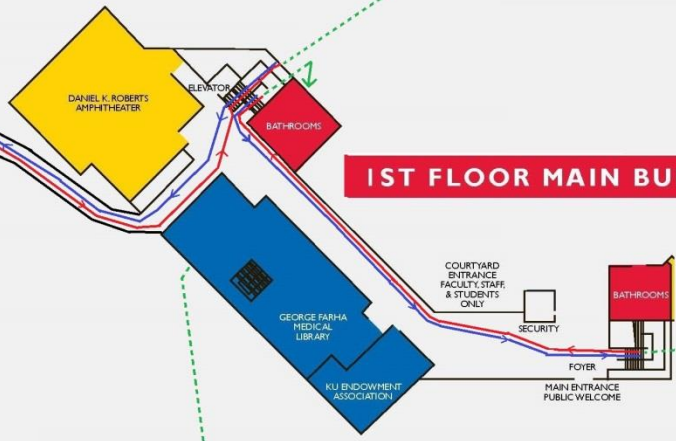 ELEVATOR
DANIEL K. ROBERTS
AMPHITHEATER
BATHROOMS
1ST FLOOR MAIN BU
COURTYARD
ENTRANCE
FACULTY, STAFF,
& STUDENTS
ONLY
BATHROOMS
SECURITY
GEORGE FARHA
MEDICAL
LIBRARY
FOYER
KU ENDOWMENT
ASSOCIATION
MAIN ENTRANCE
PUBLIC WELCOME